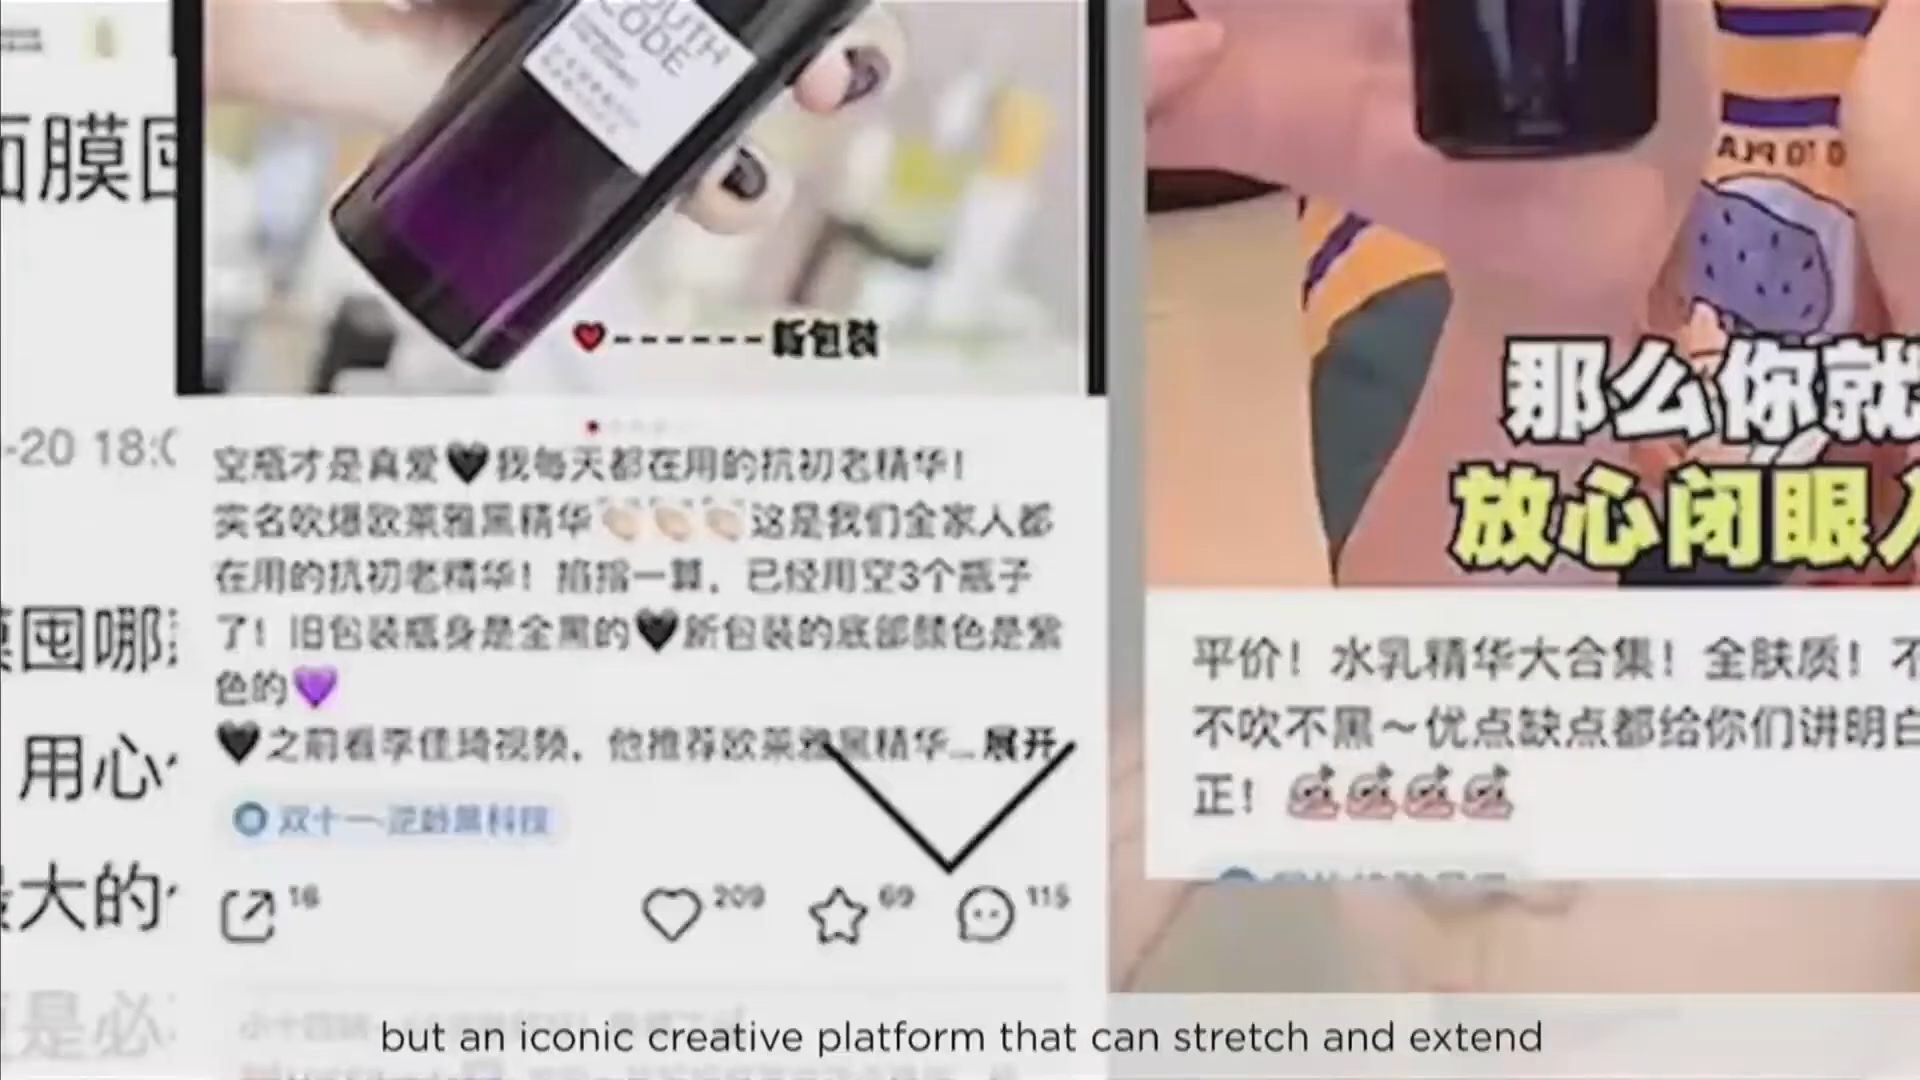 OUTH
CODE
新包装
面膜囤
-20 18:0
囤哪
用心
大的
是必
空瓶才是真爱🖤我每天都在用的抗初老精华！
实名吹爆欧莱雅黑精华👏🏻👏🏻👏🏻这是我们全家人都
在用的抗初老精华！掐指一算，已经用空3个瓶子
了！旧包装瓶身是全黑的🖤新包装的底部颜色是紫
色的💜
🖤之前看李佳琦视频，他推荐欧莱雅黑精华... 展开
双十一逆龄黑科技
16 209 69 115
那么你就
放心闭眼入
平价！水乳精华大合集！全肤质！不
不吹不黑～优点缺点都给你们讲明白
正！
but an iconic creative platform that can stretch and extend